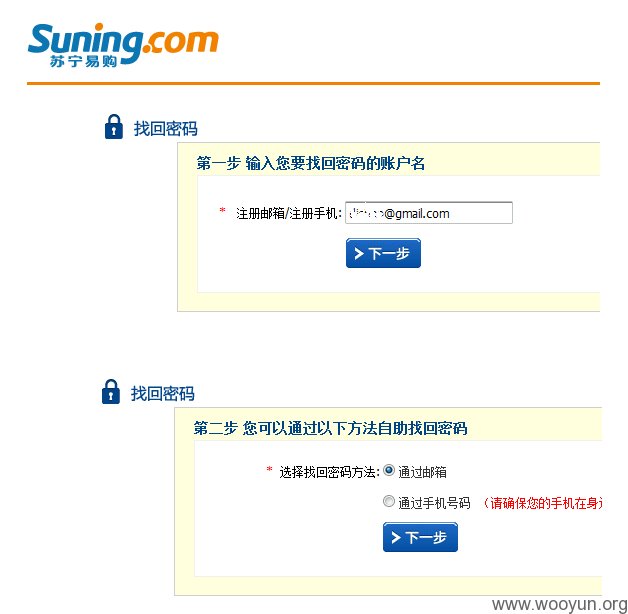 Suning.com
苏宁易购
找回密码
第一步 输入您要找回密码的账户名
* 注册邮箱/注册手机: @gmail.com
下一步
找回密码
第二步 您可以通过以下方法自助找回密码
* 选择找回密码方法: 通过邮箱
通过手机号码 (请确保您的手机在身
下一步
www.wooyun.org